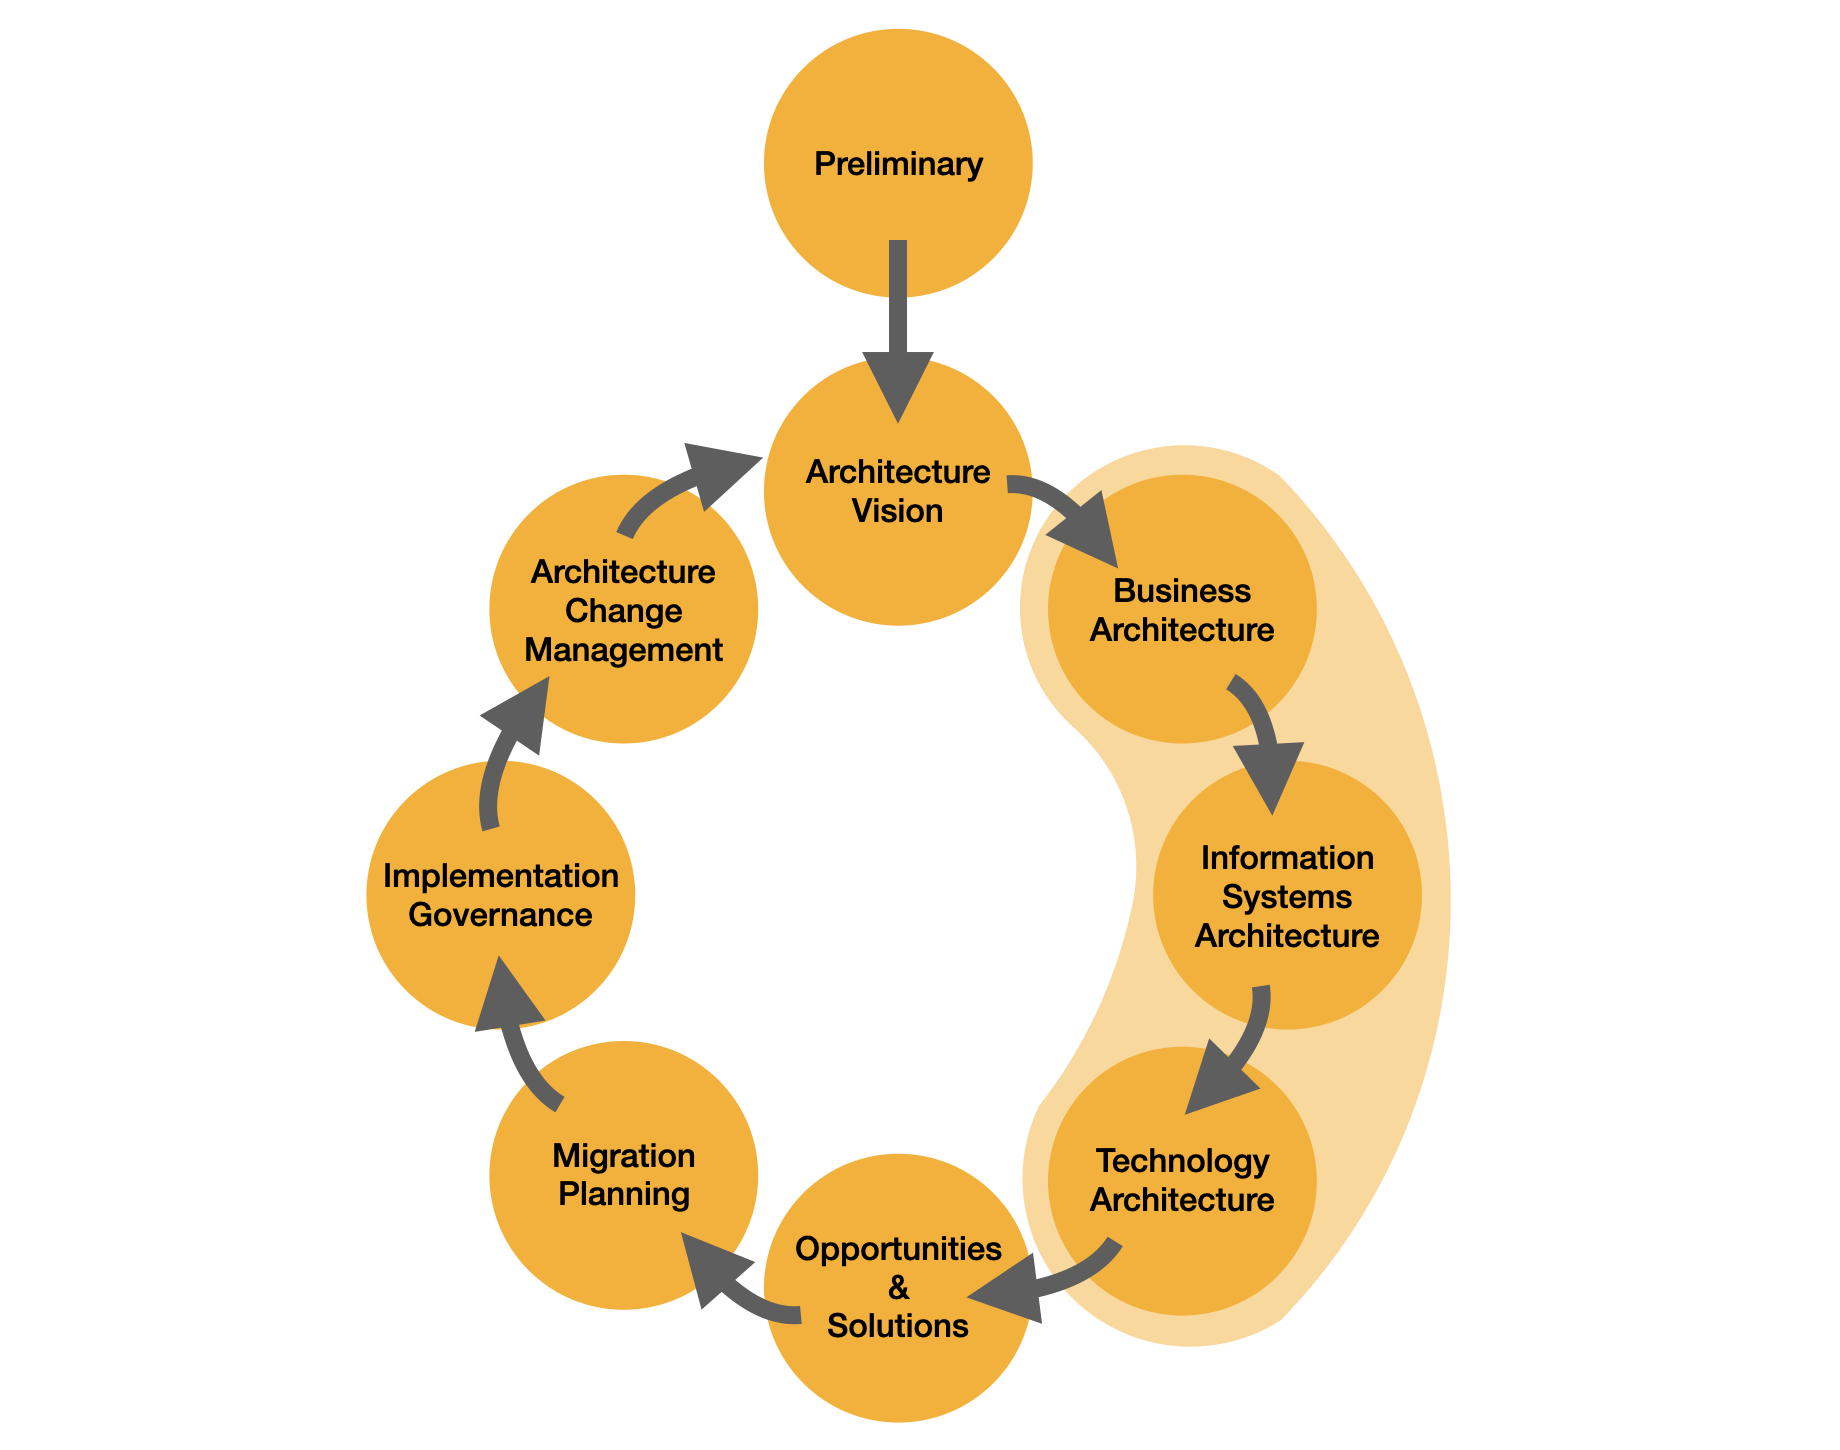 Preliminary
Architecture
Vision
Business
Architecture
Information
Systems
Architecture
Technology
Architecture
Opportunities
&
Solutions
Migration
Planning
Implementation
Governance
Architecture
Change
Management